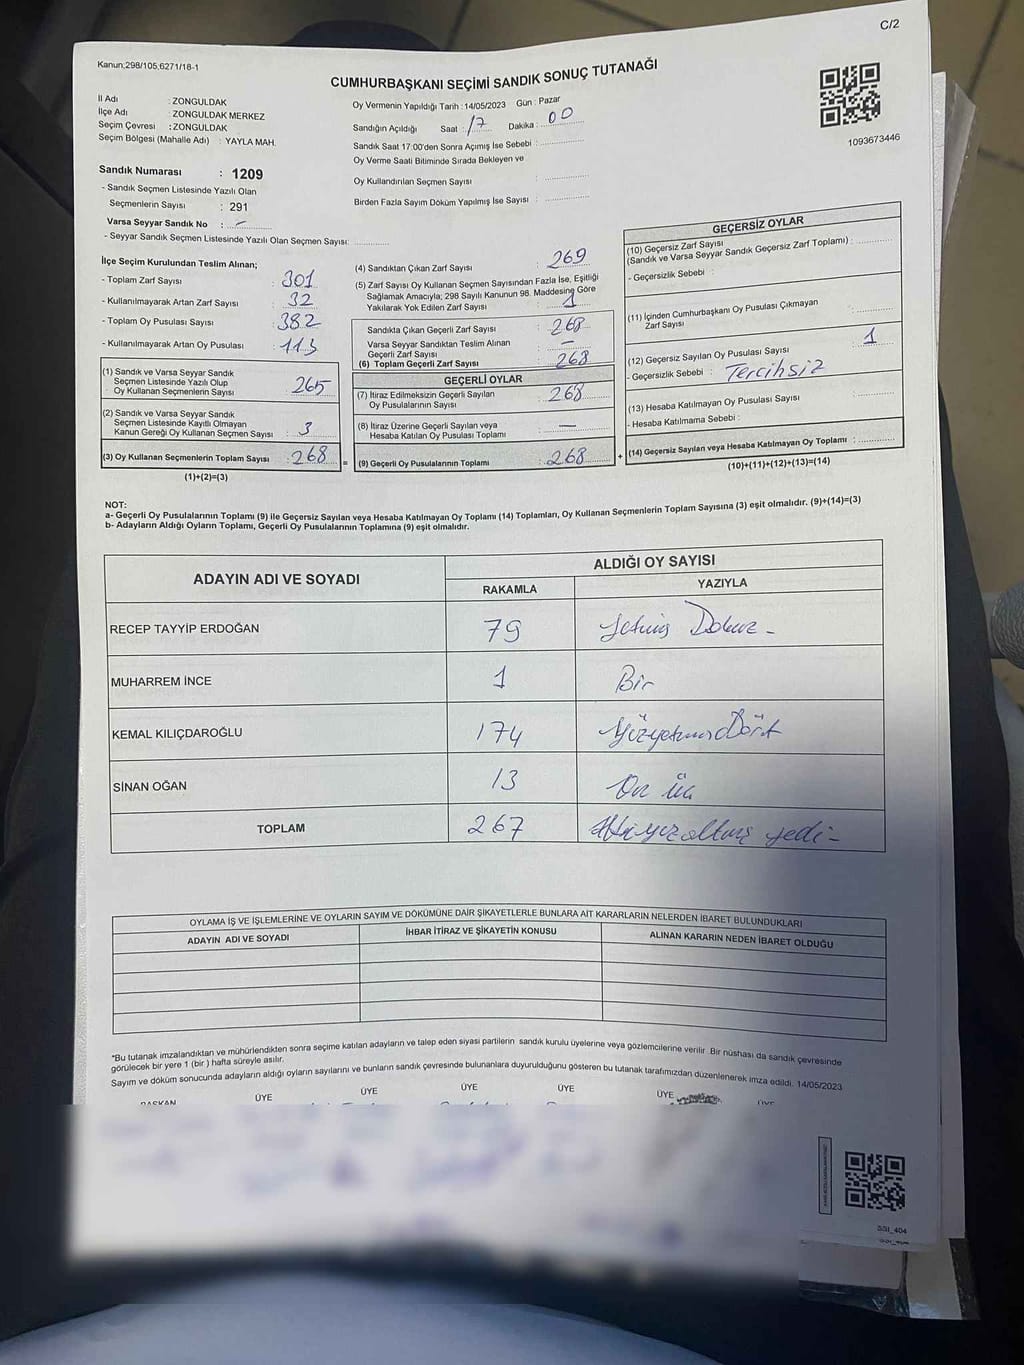 C/2
Kanun;298/105;6271/18-1
CUMHURBAŞKANI SEÇİMİ SANDIK SONUÇ TUTANAĞI
1093673446
İl Adı : ZONGULDAK
İlçe Adı : ZONGULDAK MERKEZ
Seçim Çevresi : ZONGULDAK
Seçim Bölgesi (Mahalle Adı) : YAYLA MAH.
Sandık Numarası : 1209
- Sandık Seçmen Listesinde Yazılı Olan
Seçmenlerin Sayısı : 291
Varsa Seyyar Sandık No : -
- Seyyar Sandık Seçmen Listesinde Yazılı Olan Seçmen Sayısı:
Oy Vermenin Yapıldığı Tarih :14/05/2023 Gün : Pazar
Sandığın Açıldığı Saat : 17 Dakika : 00
Sandık Saat 17:00'den Sonra Açımış İse Sebebi :
Oy Verme Saati Bitiminde Sırada Bekleyen ve
Oy Kullandırılan Seçmen Sayısı :
Birden Fazla Sayım Döküm Yapılmış İse Sayısı :
İlçe Seçim Kurulundan Teslim Alınan;
- Toplam Zarf Sayısı : 301
- Kullanılmayarak Artan Zarf Sayısı : 32
- Toplam Oy Pusulası Sayısı : 382
- Kullanılmayarak Artan Oy Pusulası : 113
(1) Sandık ve Varsa Seyyar Sandık
Seçmen Listesinde Yazılı Olup
Oy Kullanan Seçmenlerin Sayısı : 265
(2) Sandık ve Varsa Seyyar Sandık
Seçmen Listesinde Kayıtlı Olmayan
Kanun Gereği Oy Kullanan Seçmen Sayısı : 3
(3) Oy Kullanan Seçmenlerin Toplam Sayısı : 268
(1)+(2)=(3)
(4) Sandıktan Çıkan Zarf Sayısı : 269
(5) Zarf Sayısı Oy Kullanan Seçmen Sayısından Fazla İse, Eşitliği
Sağlamak Amacıyla; 298 Sayılı Kanunun 98. Maddesine Göre
Yakılarak Yok Edilen Zarf Sayısı : 1
Sandıkta Çıkan Geçerli Zarf Sayısı : 268
Varsa Seyyar Sandıktan Teslim Alınan
Geçerli Zarf Sayısı : -
(6) Toplam Geçerli Zarf Sayısı : 268
GEÇERLİ OYLAR
(7) İtiraz Edilmeksizin Geçerli Sayılan
Oy Pusulalarının Sayısı : 268
(8) İtiraz Üzerine Geçerli Sayılan veya
Hesaba Katılan Oy Pusulası Toplamı : -
= (9) Geçerli Oy Pusulalarının Toplamı : 268
GEÇERSİZ OYLAR
(10) Geçersiz Zarf Sayısı
(Sandık ve Varsa Seyyar Sandık Geçersiz Zarf Toplamı) :
- Geçersizlik Sebebi :
(11) İçinden Cumhurbaşkanı Oy Pusulası Çıkmayan
Zarf Sayısı :
(12) Geçersiz Sayılan Oy Pusulası Sayısı : 1
- Geçersizlik Sebebi : Tercihsiz
(13) Hesaba Katılmayan Oy Pusulası Sayısı :
- Hesaba Katılmama Sebebi :
+ (14) Geçersiz Sayılan veya Hesaba Katılmayan Oy Toplamı :
(10)+(11)+(12)+(13)=(14)
NOT:
a- Geçerli Oy Pusulalarının Toplamı (9) ile Geçersiz Sayılan veya Hesaba Katılmayan Oy Toplamı (14) Toplamları, Oy Kullanan Seçmenlerin Toplam Sayısına (3) eşit olmalıdır. (9)+(14)=(3)
b- Adayların Aldığı Oyların Toplamı, Geçerli Oy Pusulalarının Toplamına (9) eşit olmalıdır.
ADAYIN ADI VE SOYADI
ALDIĞI OY SAYISI
RAKAMLA YAZIYLA
RECEP TAYYİP ERDOĞAN 79 Yetmiş Dokuz -
MUHARREM İNCE 1 Bir
KEMAL KILIÇDAROĞLU 174 Yüzyetmiş Dört
SİNAN OĞAN 13 On üç
TOPLAM 267 İkiyüzaltmış yedi -
OYLAMA İŞ VE İŞLEMLERİNE VE OYLARIN SAYIM VE DÖKÜMÜNE DAİR ŞİKAYETLERLE BUNLARA AİT KARARLARIN NELERDEN İBARET BULUNDUKLARI
ADAYIN ADI VE SOYADI İHBAR İTİRAZ VE ŞİKAYETİN KONUSU ALINAN KARARIN NEDEN İBARET OLDUĞU
*Bu tutanak imzalandıktan ve mühürlendikten sonra seçime katılan adayların ve talep eden siyasi partilerin sandık kurulu üyelerine veya gözlemcilerine verilir .Bir nüshası da sandık çevresinde
görülecek bir yere 1 (bir ) hafta süreyle asılır.
Sayım ve döküm sonucunda adayların aldığı oyların sayılarını ve bunların sandık çevresinde bulunanlara duyurulduğunu gösteren bu tutanak tarafımızdan düzenlenerek imza edildi. 14/05/2023
BAŞKAN ÜYE ÜYE ÜYE ÜYE ÜYE ÜYE